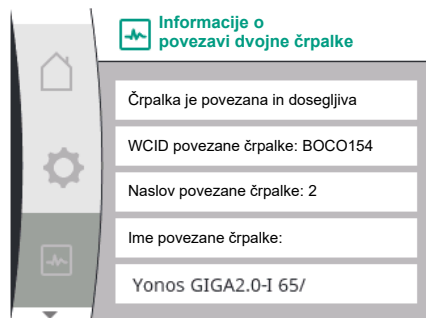 Informacije o
povezavi dvojne črpalke
Črpalka je povezana in dosegljiva
WCID povezane črpalke: BOCO154
Naslov povezane črpalke: 2
Ime povezane črpalke:
Yonos GIGA2.0-I 65/